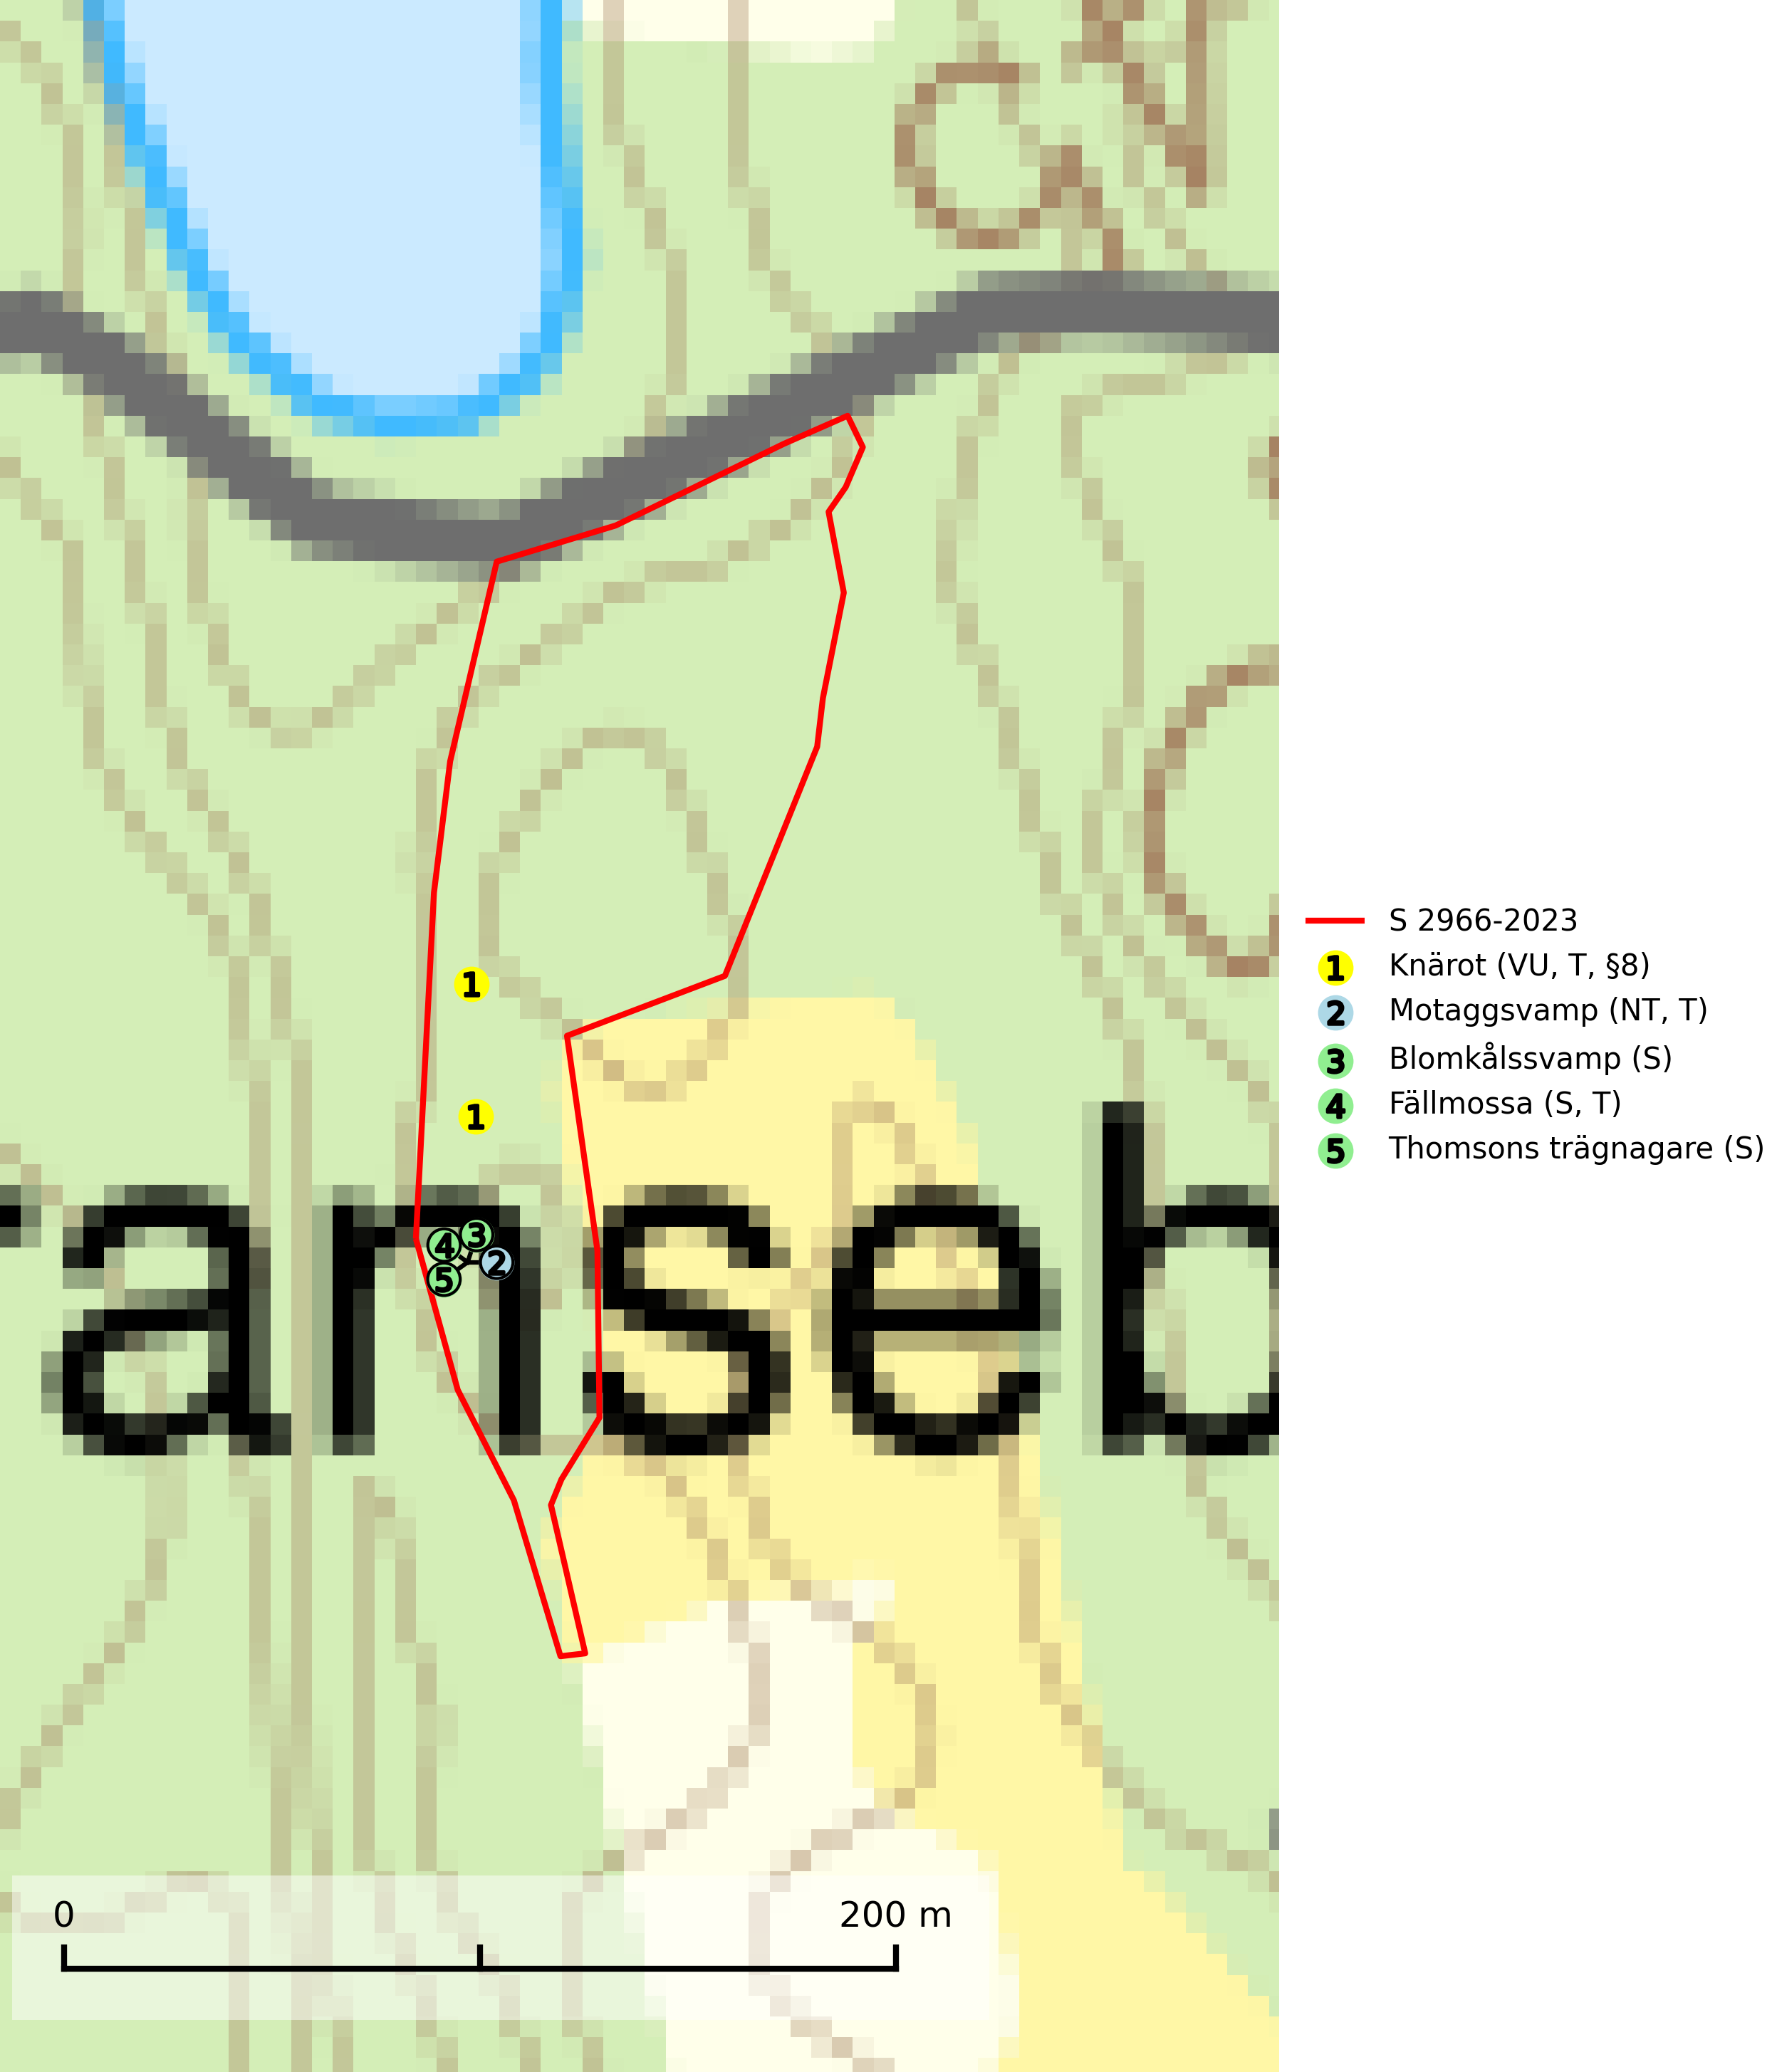 S 2966-2023
1 Knärot (VU, T, §8)
2 Motaggsvamp (NT, T)
3 Blomkålssvamp (S)
4 Fällmossa (S, T)
5 Thomsons trägnagare (S)
1
1
3
4
2
5
0 200 m